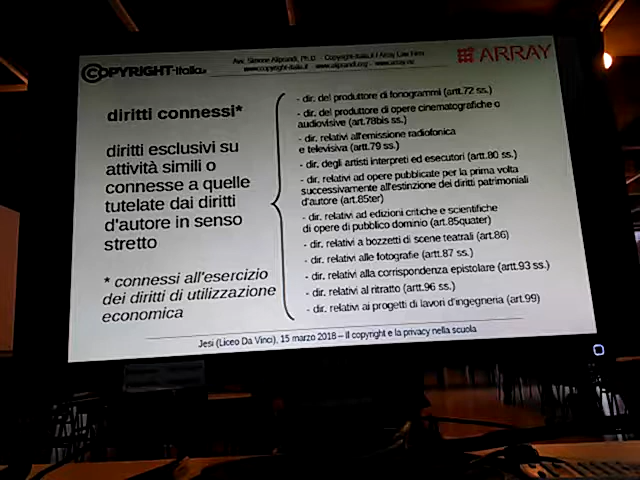 COPYRIGHT-Italia.it
Avv. Simone Aliprandi, Ph.D. - Copyright-Italia.it / Array Law Firm
www.copyright-italia.it - www.aliprandi.org - www.array.eu
ARRAY
diritti connessi*
diritti esclusivi su
attività simili o
connesse a quelle
tutelate dai diritti
d'autore in senso
stretto
* connessi all'esercizio
dei diritti di utilizzazione
economica
- dir. del produttore di fonogrammi (artt.72 ss.)
- dir. del produttore di opere cinematografiche o
audiovisive (art.78bis ss.)
- dir. relativi all'emissione radiofonica
e televisiva (artt.79 ss.)
- dir. degli artisti interpreti ed esecutori (artt.80 ss.)
- dir. relativi ad opere pubblicate per la prima volta
successivamente all'estinzione dei diritti patrimoniali
d'autore (art.85ter)
- dir. relativi ad edizioni critiche e scientifiche
di opere di pubblico dominio (art.85quater)
- dir. relativi a bozzetti di scene teatrali (art.86)
- dir. relativi alle fotografie (artt.87 ss.)
- dir. relativi alla corrispondenza epistolare (artt.93 ss.)
- dir. relativi al ritratto (artt.96 ss.)
- dir. relativi ai progetti di lavori d'ingegneria (art.99)
Jesi (Liceo Da Vinci), 15 marzo 2018 – Il copyright e la privacy nella scuola